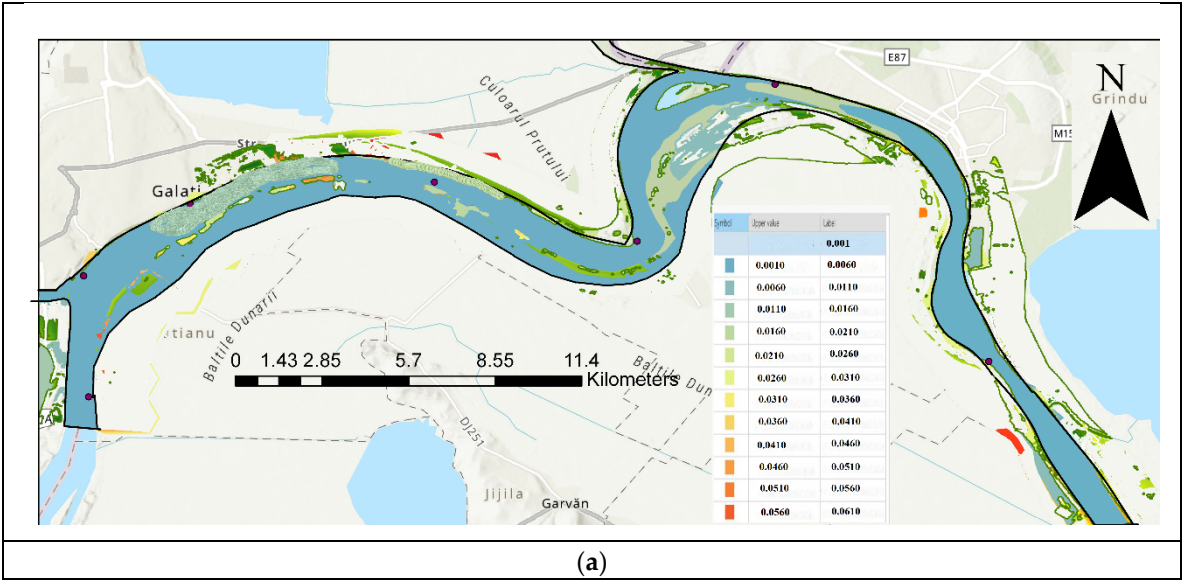 E87
N
Grindu
M15
Culoarul Prutului
Str
Galați
Symbol Upper value Label
0.001
0.0010 0.0060
0.0060 0.0110
0.0110 0.0160
0.0160 0.0210
0.0210 0.0260
0.0260 0.0310
0.0310 0.0360
0.0360 0.0410
0.0410 0.0460
0.0460 0.0510
0.0510 0.0560
0.0560 0.0610
tianu
Baltile Dunarii
0 1.43 2.85 5.7 8.55 11.4
Kilometers
Baltile Dun
DJ251
Jijila
Garvăn
(a)